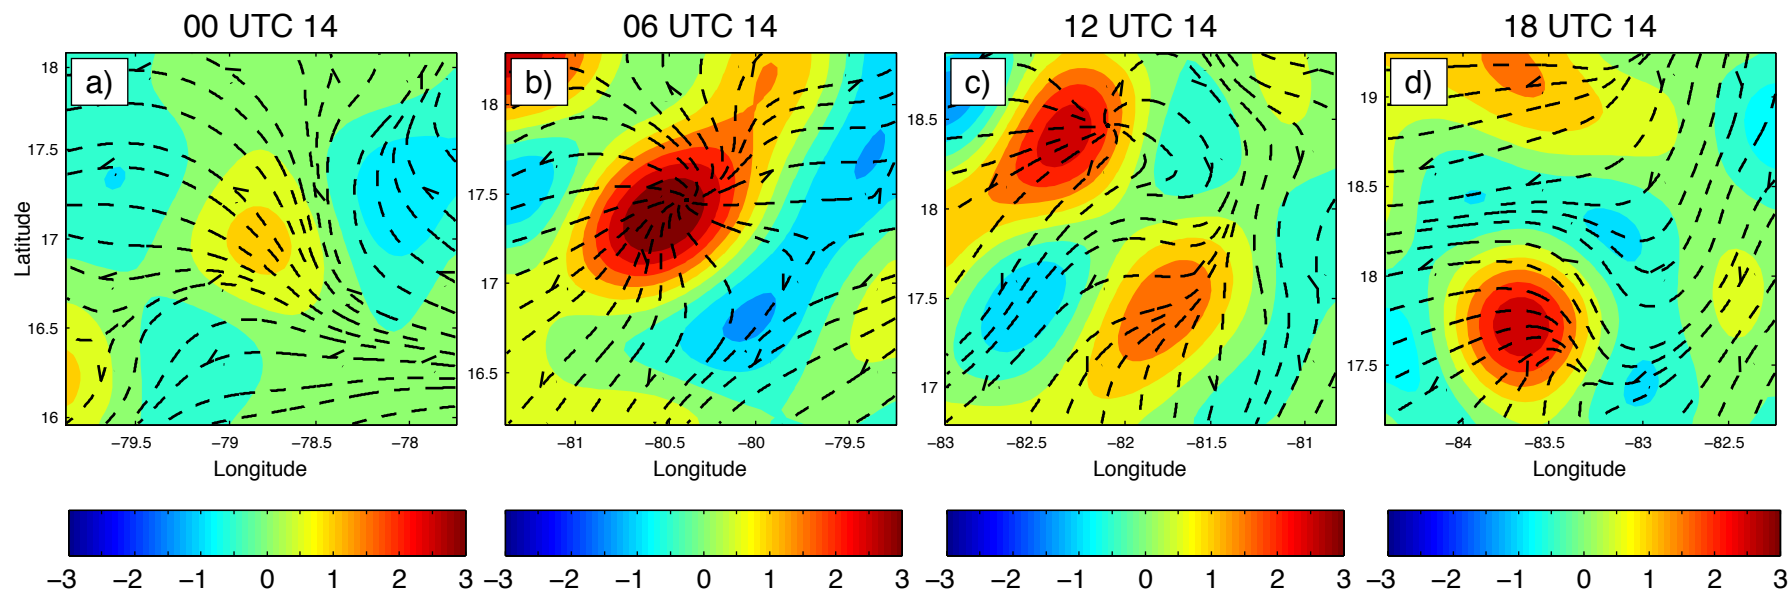 00 UTC 14
06 UTC 14
12 UTC 14
18 UTC 14
a)
b)
c)
d)
Latitude
18
17.5
17
16.5
16
18
17.5
17
16.5
18.5
18
17.5
17
19
18.5
18
17.5
−79.5 −79 −78.5 −78
−81 −80.5 −80 −79.5
−83 −82.5 −82 −81.5 −81
−84 −83.5 −83 −82.5
Longitude
Longitude
Longitude
Longitude
−3 −2 −1 0 1 2 3
−3 −2 −1 0 1 2 3
−3 −2 −1 0 1 2 3
−3 −2 −1 0 1 2 3